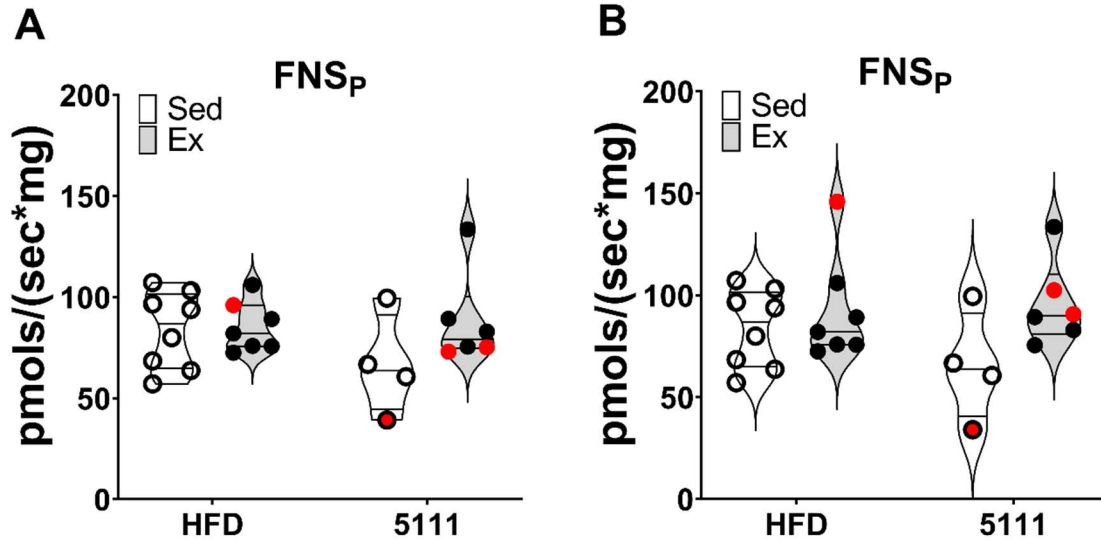 A
FNSP
Sed
Ex
pmols/(sec*mg)
200
150
100
50
0
HFD
5111
B
FNSP
Sed
Ex
pmols/(sec*mg)
200
150
100
50
0
HFD
5111